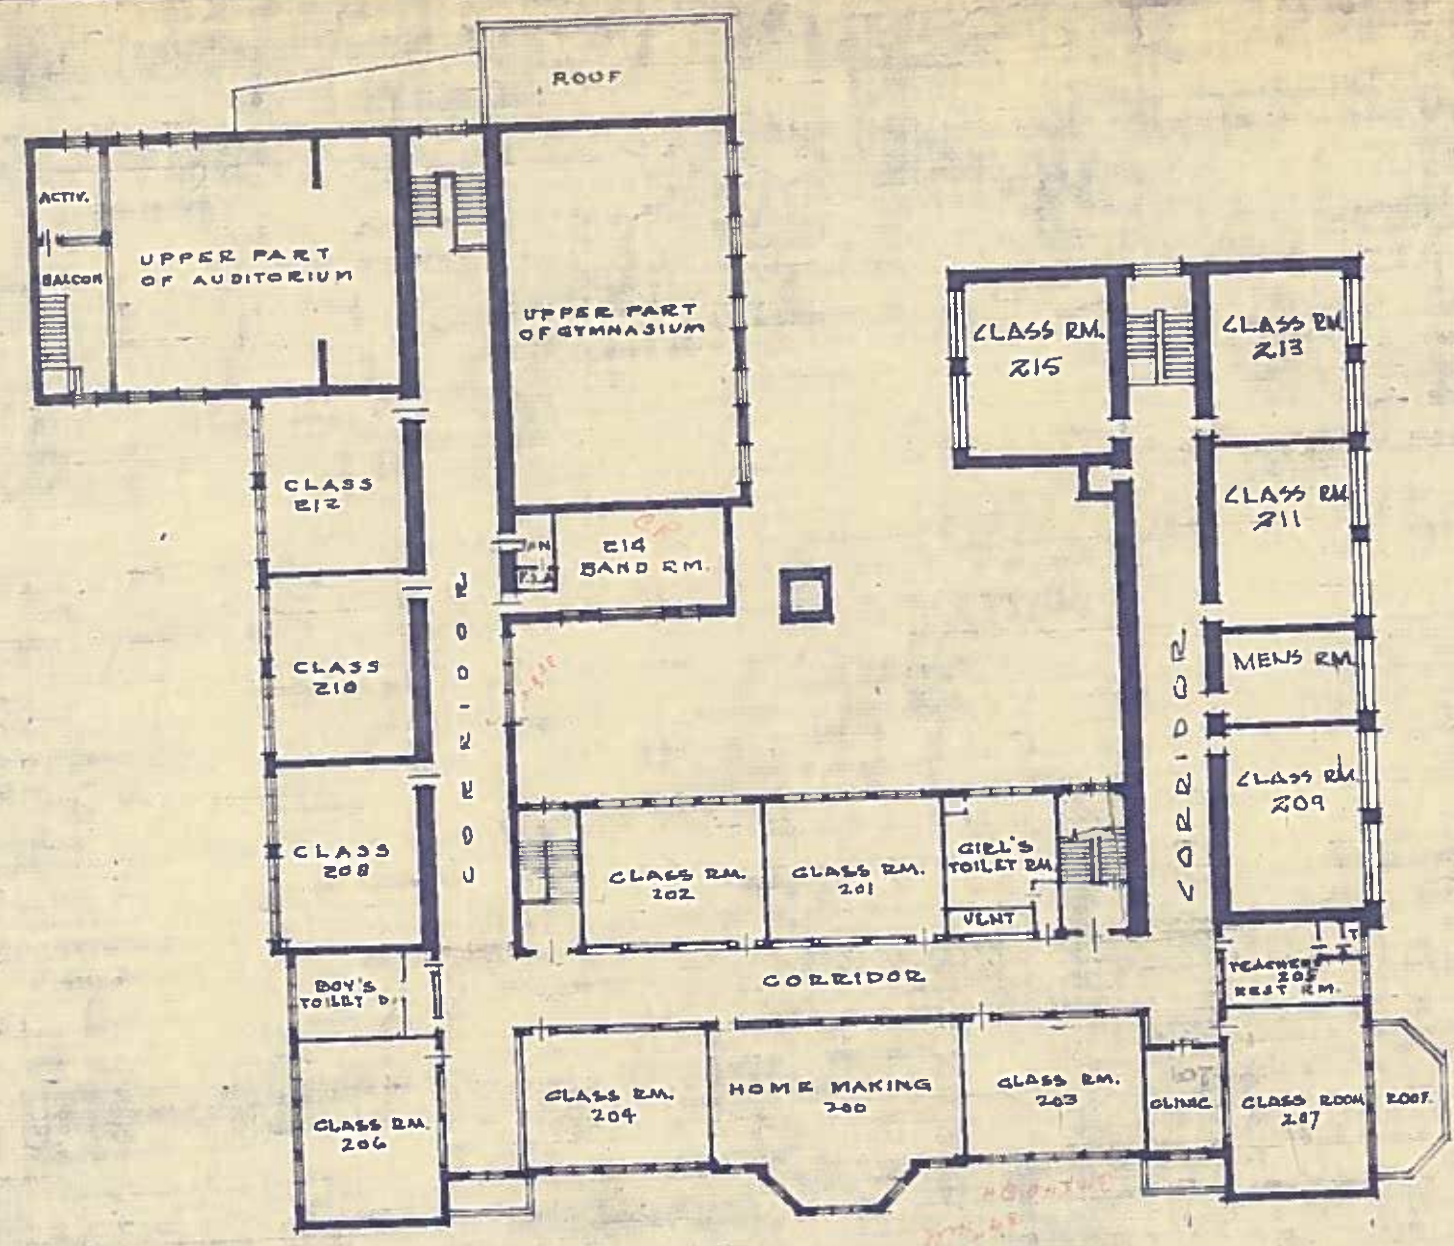 ROOF
ACTIV.
BALCON
UPPER PART
OF AUDITORIUM
UPPER PART
OF GYMNASIUM
CLASS RM.
215
CLASS RM
213
CLASS
212
CLASS RM
211
CR
214
BAND RM.
CLASS
210
MENS RM.
CORRIDOR
CORRIDOR
CLASS RM.
209
CLASS
208
CLASS RM.
202
CLASS RM.
201
GIRL'S
TOILET RM.
VENT
CORRIDOR
BOY'S
TOILET D.
T
TEACHERS
205
REST RM.
CLASS RM.
206
CLASS RM.
204
HOME MAKING
200
CLASS RM.
203
CLINIC
CLASS ROOM
207
ROOF.